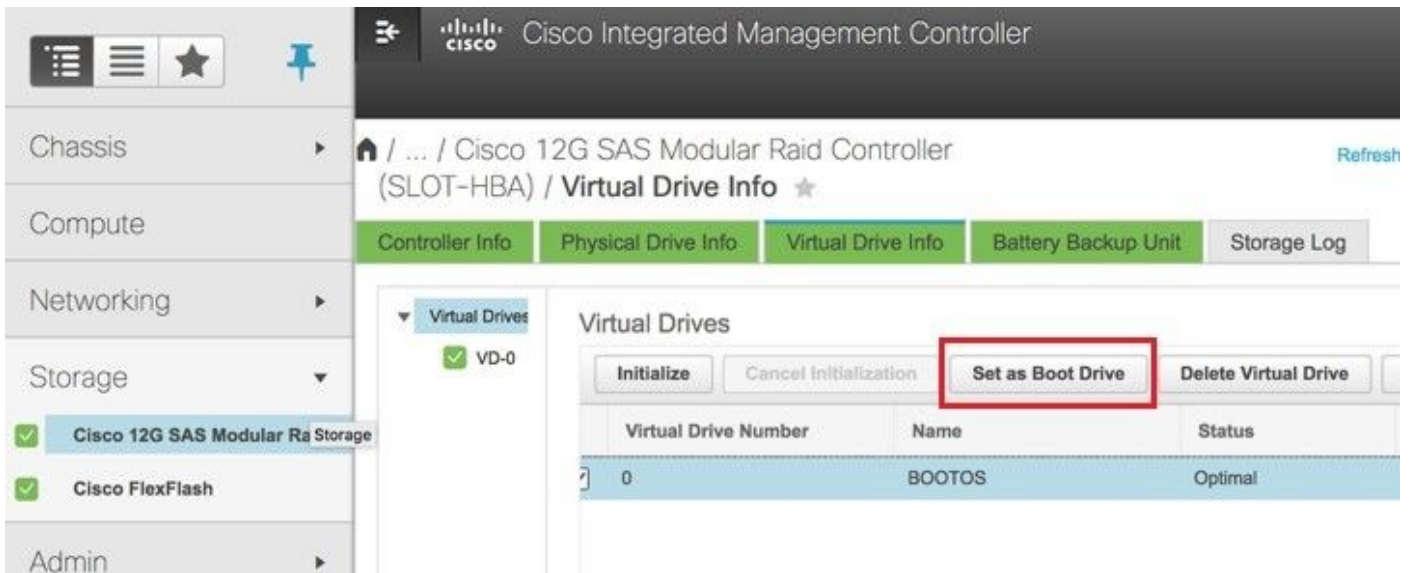 CISCO Cisco Integrated Management Controller
Chassis
Compute
Networking
Storage
Cisco 12G SAS Modular Ra
Storage
Cisco FlexFlash
Admin
/ ... / Cisco 12G SAS Modular Raid Controller
(SLOT-HBA) / Virtual Drive Info
Refresh
Controller Info Physical Drive Info Virtual Drive Info Battery Backup Unit Storage Log
Virtual Drives
VD-0
Virtual Drives
Initialize Cancel Initialization Set as Boot Drive Delete Virtual Drive
Virtual Drive Number Name Status
0 BOOTOS Optimal